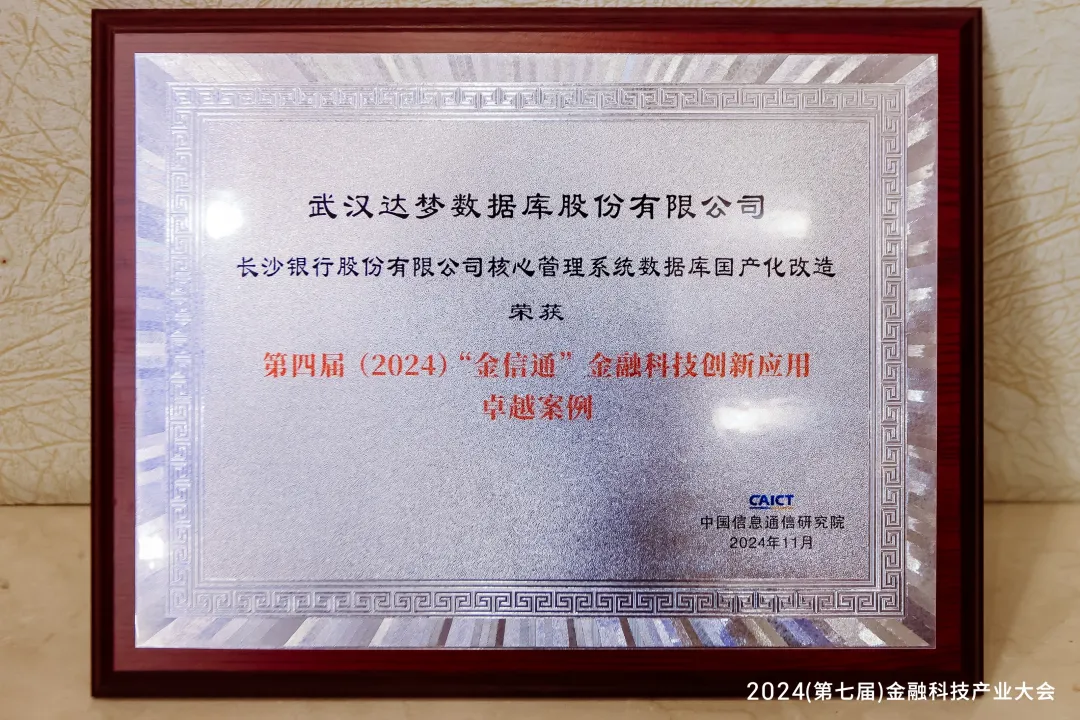 武汉达梦数据库股份有限公司
长沙银行股份有限公司核心管理系统数据库国产化改造
荣获
第四届（2024）“金信通”金融科技创新应用
卓越案例
CAICT
中国信息通信研究院
2024年11月
2024(第七届)金融科技产业大会